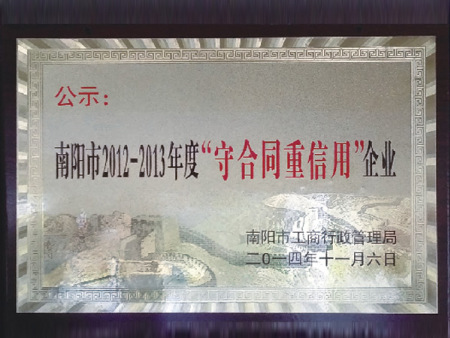 公示：
南阳市2012-2013年度“守合同重信用”企业
南阳市工商行政管理局
二〇一四年十一月六日